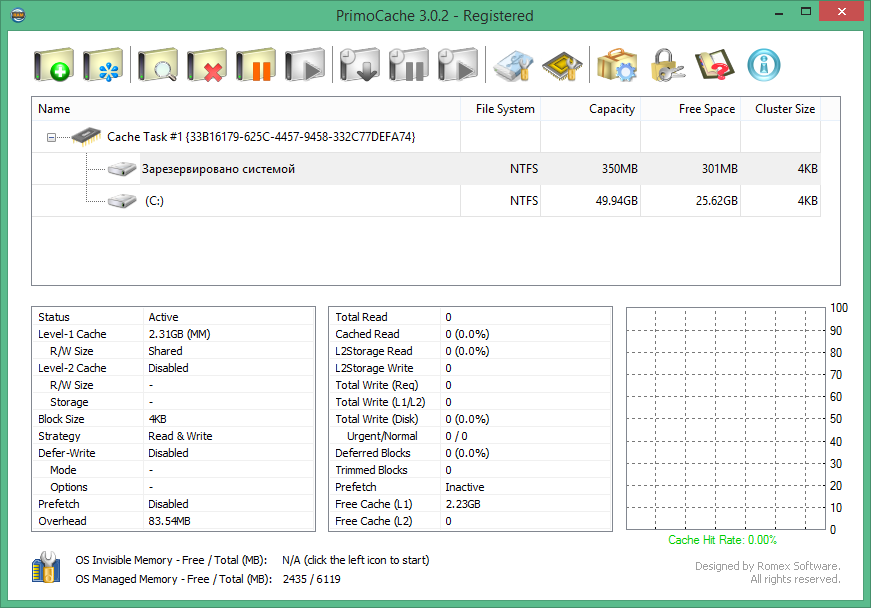 PrimoCache 3.0.2 - Registered
Name File System Capacity Free Space Cluster Size
Cache Task #1 {33B16179-625C-4457-9458-332C77DEFA74}
Зарезервировано системой NTFS 350MB 301MB 4KB
(C:) NTFS 49.94GB 25.62GB 4KB
Status Active
Level-1 Cache 2.31GB (MM)
R/W Size Shared
Level-2 Cache Disabled
R/W Size -
Storage -
Block Size 4KB
Strategy Read & Write
Defer-Write Disabled
Mode -
Options -
Prefetch Disabled
Overhead 83.54MB
Total Read 0
Cached Read 0 (0.0%)
L2Storage Read 0 (0.0%)
L2Storage Write 0
Total Write (Req) 0
Total Write (L1/L2) 0
Total Write (Disk) 0 (0.0%)
Urgent/Normal 0 / 0
Deferred Blocks 0 (0.0%)
Trimmed Blocks 0
Prefetch Inactive
Free Cache (L1) 2.23GB
Free Cache (L2) 0
100
90
80
70
60
50
40
30
20
10
0
Cache Hit Rate: 0.00%
OS Invisible Memory - Free / Total (MB): N/A (click the left icon to start)
OS Managed Memory - Free / Total (MB): 2435 / 6119
Designed by Romex Software.
All rights reserved.